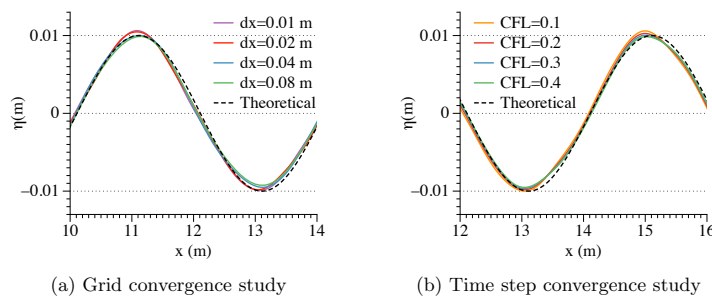 0.01
0
−0.01
η(m)
10
11
12
13
14
x (m)
dx=0.01 m
dx=0.02 m
dx=0.04 m
dx=0.08 m
Theoretical
(a) Grid convergence study
0.01
0
−0.01
η(m)
12
13
14
15
16
x (m)
CFL=0.1
CFL=0.2
CFL=0.3
CFL=0.4
Theoretical
(b) Time step convergence study